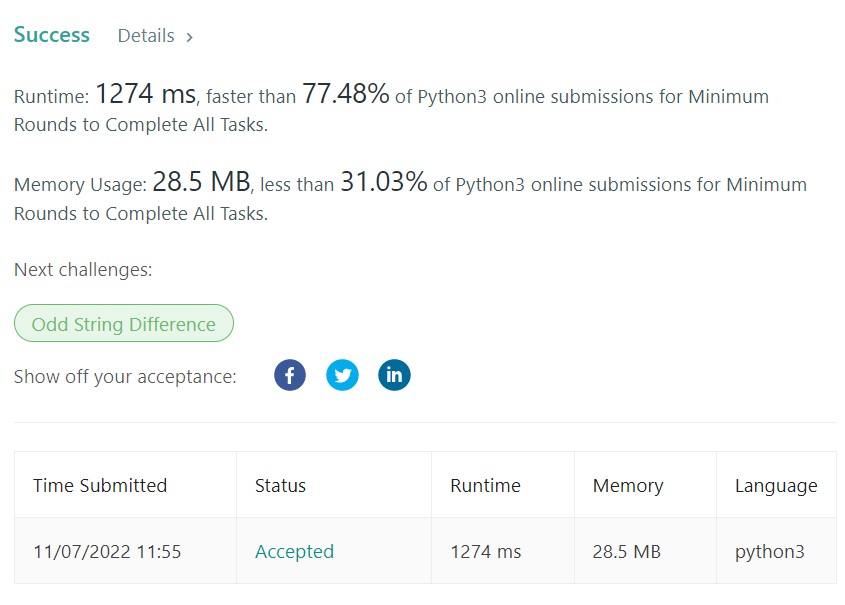 Success Details >
Runtime: 1274 ms, faster than 77.48% of Python3 online submissions for Minimum
Rounds to Complete All Tasks.
Memory Usage: 28.5 MB, less than 31.03% of Python3 online submissions for Minimum
Rounds to Complete All Tasks.
Next challenges:
Odd String Difference
Show off your acceptance: f in
Time Submitted Status Runtime Memory Language
11/07/2022 11:55 Accepted 1274 ms 28.5 MB python3